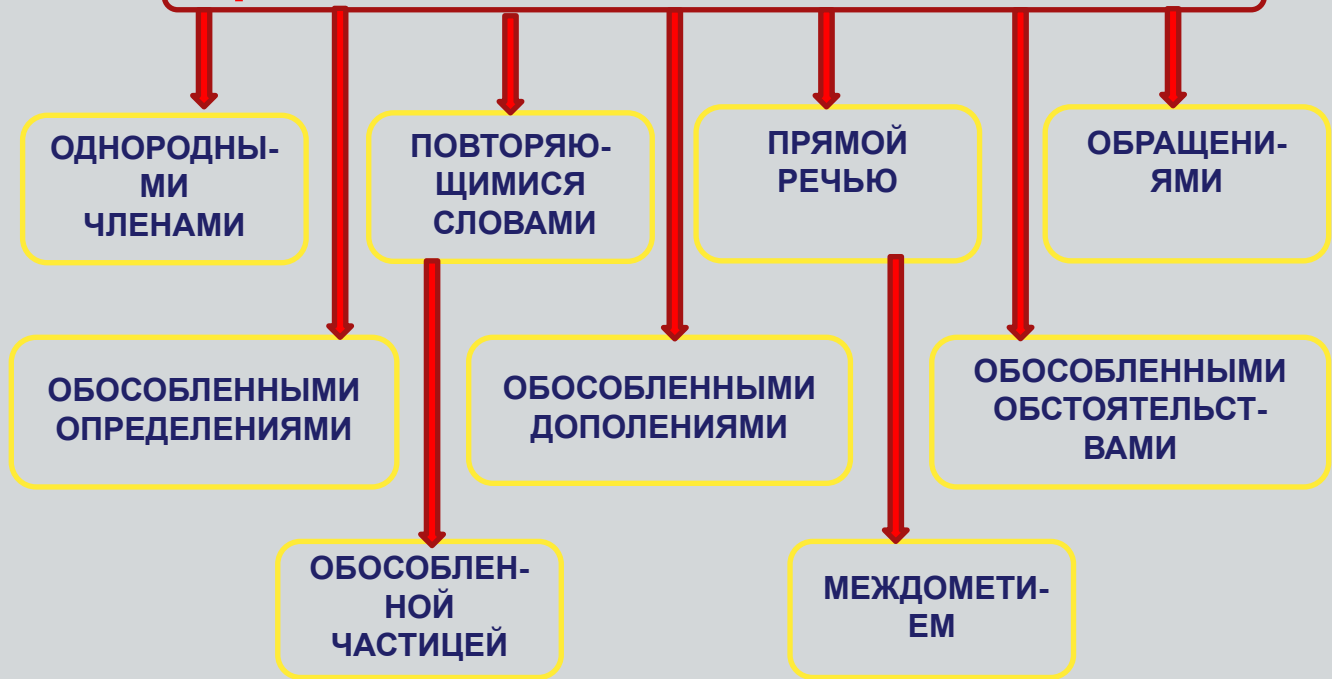 ОДНОРОДНЫ-
МИ
ЧЛЕНАМИ
ПОВТОРЯЮ-
ЩИМИСЯ
СЛОВАМИ
ПРЯМОЙ
РЕЧЬЮ
ОБРАЩЕНИ-
ЯМИ
ОБОСОБЛЕННЫМИ
ОПРЕДЕЛЕНИЯМИ
ОБОСОБЛЕННЫМИ
ДОПОЛЕНИЯМИ
ОБОСОБЛЕННЫМИ
ОБСТОЯТЕЛЬСТ-
ВАМИ
ОБОСОБЛЕН-
НОЙ
ЧАСТИЦЕЙ
МЕЖДОМЕТИ-
ЕМ